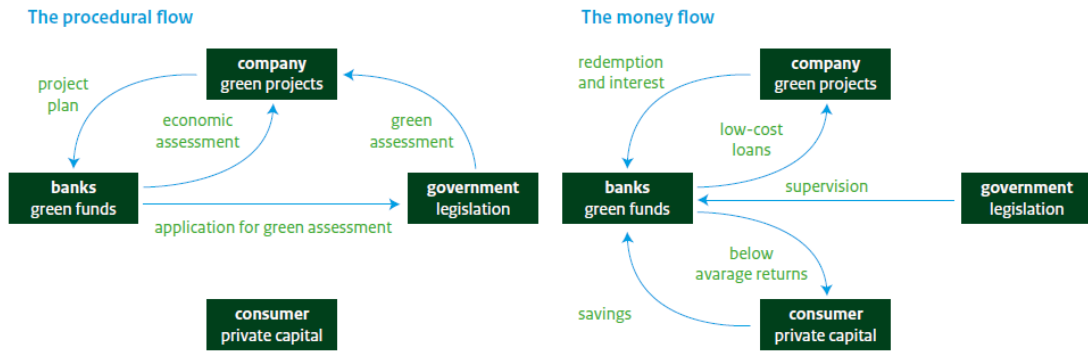 The procedural flow
company
green projects
project
plan
economic
assessment
green
assessment
banks
green funds
government
legislation
application for green assessment
consumer
private capital
The money flow
company
green projects
redemption
and interest
low-cost
loans
banks
green funds
supervision
government
legislation
below
avarage returns
savings
consumer
private capital